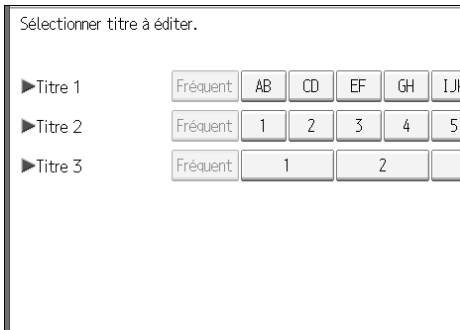 Sélectionner titre à éditer.
▶Titre 1 Fréquent AB CD EF GH
▶Titre 2 Fréquent 1 2 3 4 5
▶Titre 3 Fréquent 1 2